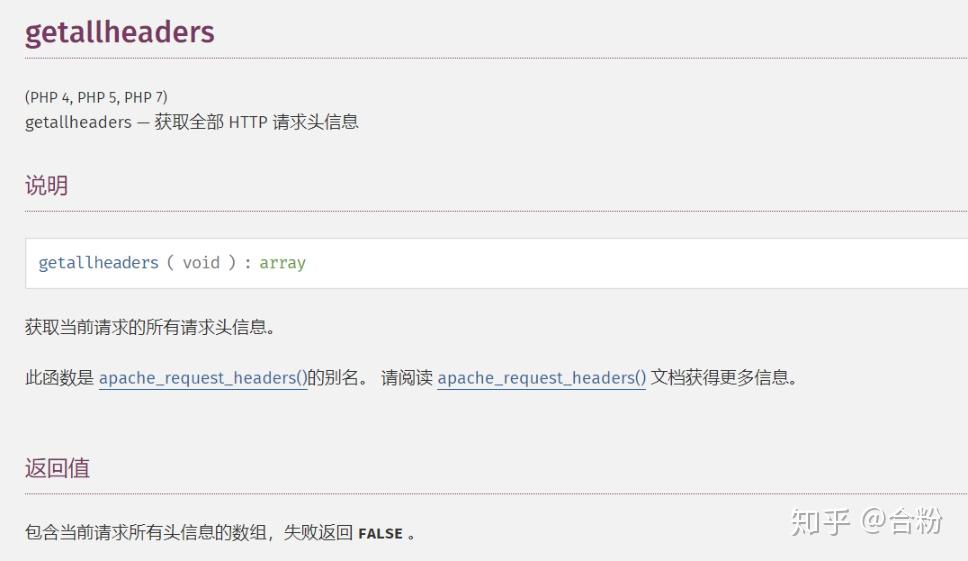 getallheaders
(PHP 4, PHP 5, PHP 7)
getallheaders — 获取全部 HTTP 请求头信息
说明
getallheaders ( void ) : array
获取当前请求的所有请求头信息。
此函数是 apache_request_headers()的别名。 请阅读 apache_request_headers() 文档获得更多信息。
返回值
包含当前请求所有头信息的数组，失败返回 FALSE 。
知乎 @合粉